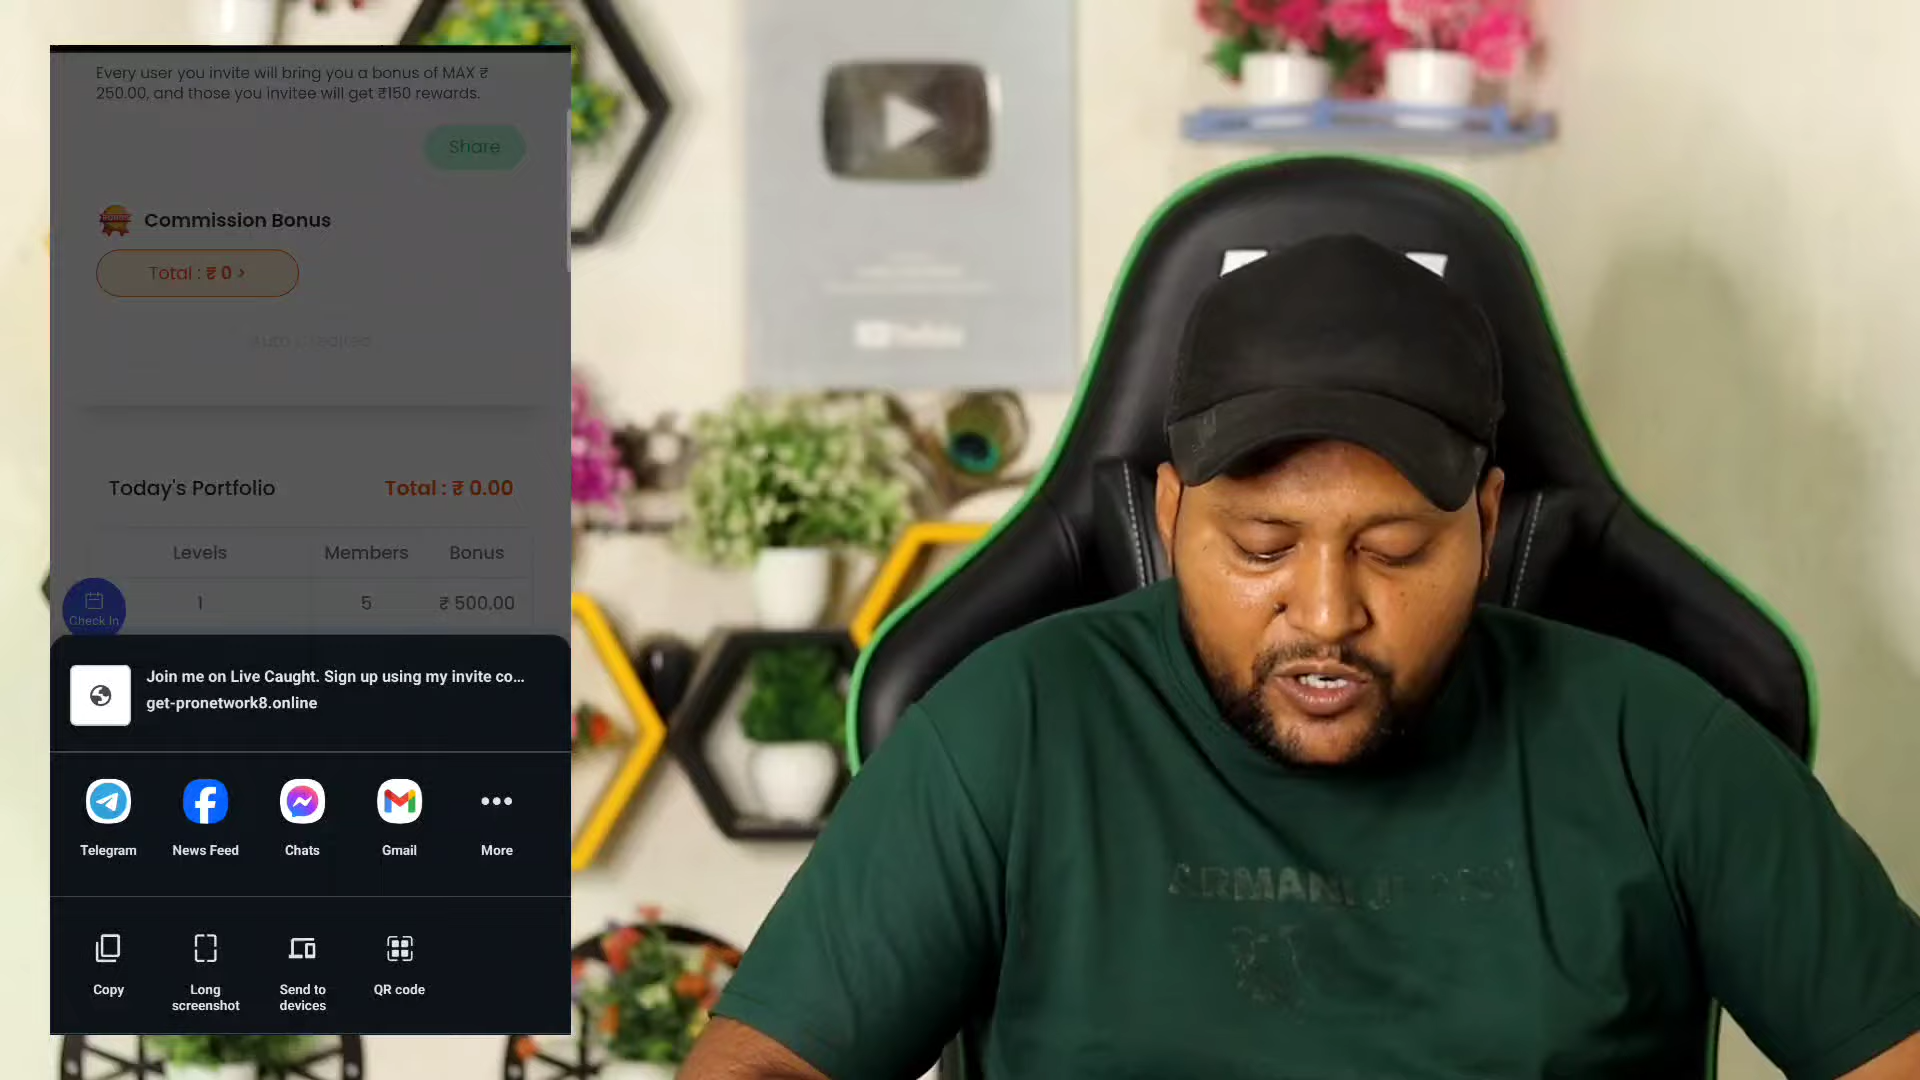 Every user you invite will bring you a bonus of MAX ₹
250.00, and those you invitee will get ₹150 rewards.
Share
Commission Bonus
Total : ₹ 0 >
Today's Portfolio
Total : ₹ 0.00
Levels Members Bonus
1 5 ₹ 500.00
Check In
Join me on Live Caught. Sign up using my invite co...
get-pronetwork8.online
Telegram
News Feed
Chats
Gmail
More
Copy
Long
screenshot
Send to
devices
QR code